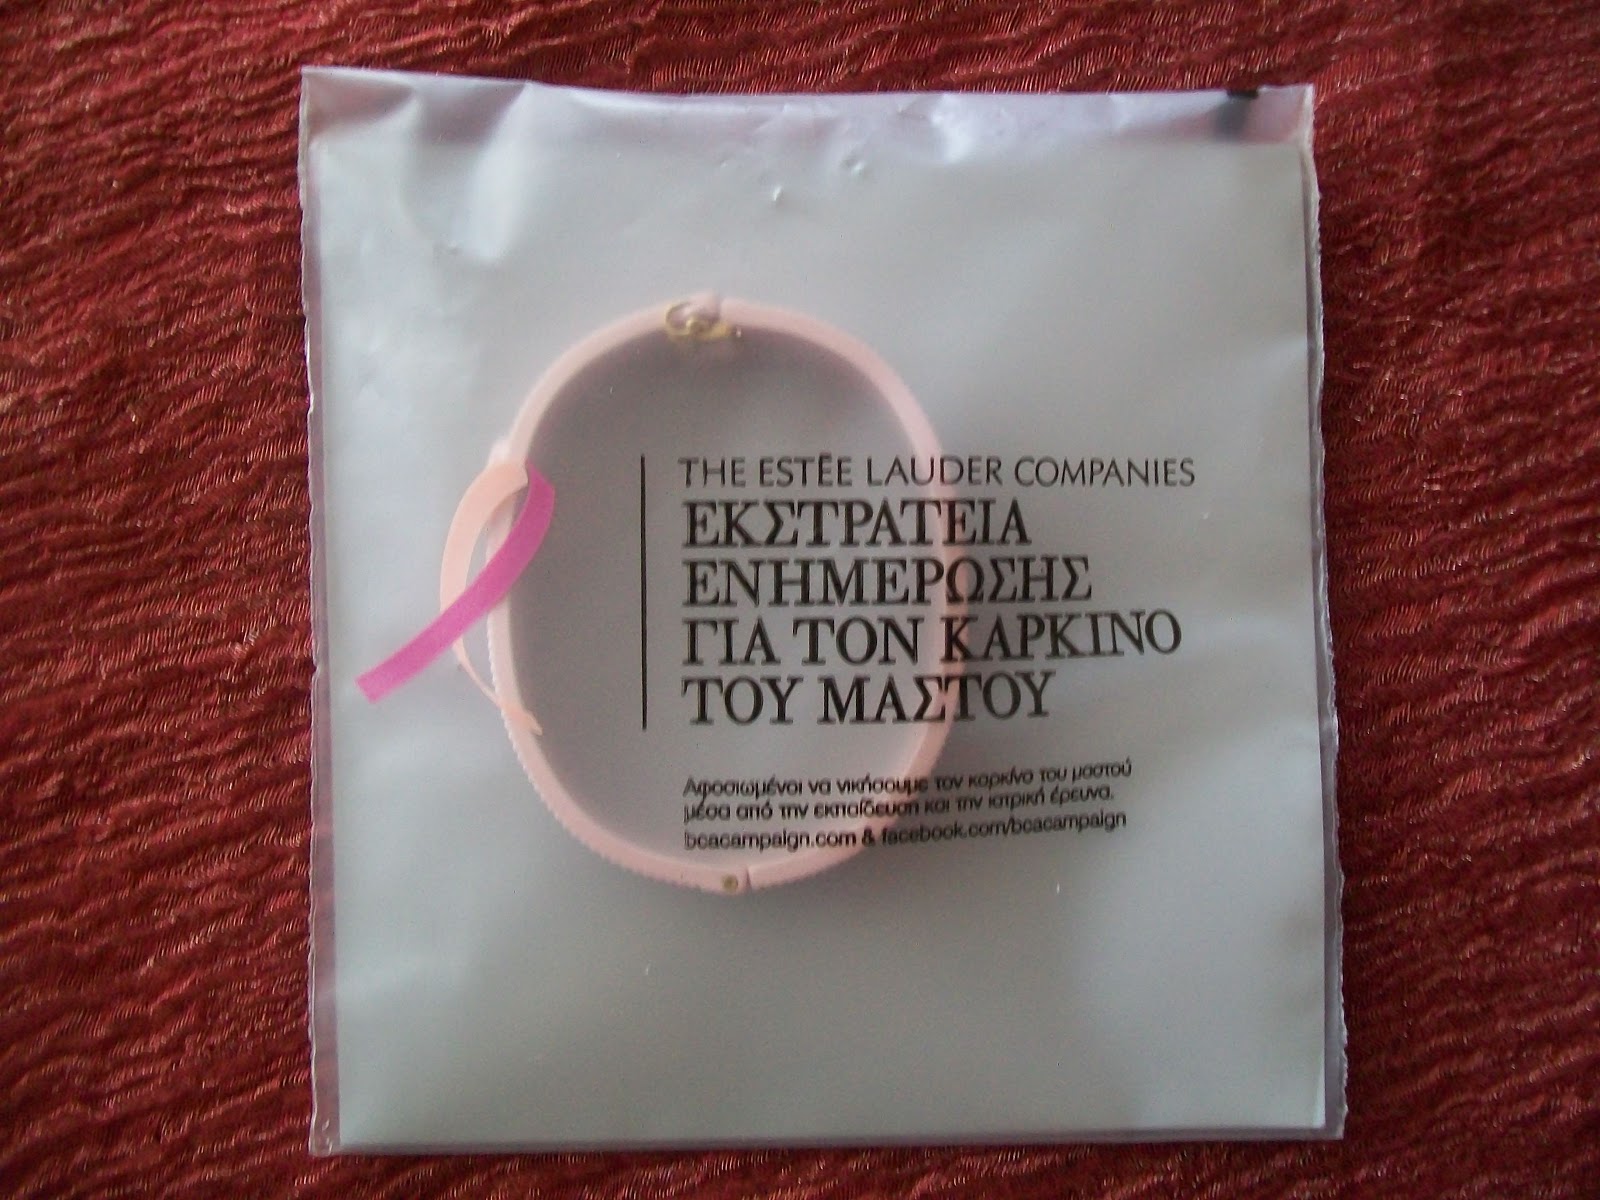 THE ESTĒE LAUDER COMPANIES
ΕΚΣΤΡΑΤΕΙΑ
ΕΝΗΜΕΡΩΣΗΣ
ΓΙΑ ΤΟΝ ΚΑΡΚΙΝΟ
ΤΟΥ ΜΑΣΤΟΥ
Αφοσιωμένοι να νικήσουμε τον καρκίνο του μαστού
μέσα από την εκπαίδευση και την ιατρική έρευνα.
bcacampaign.com & facebook.com/bcacampaign